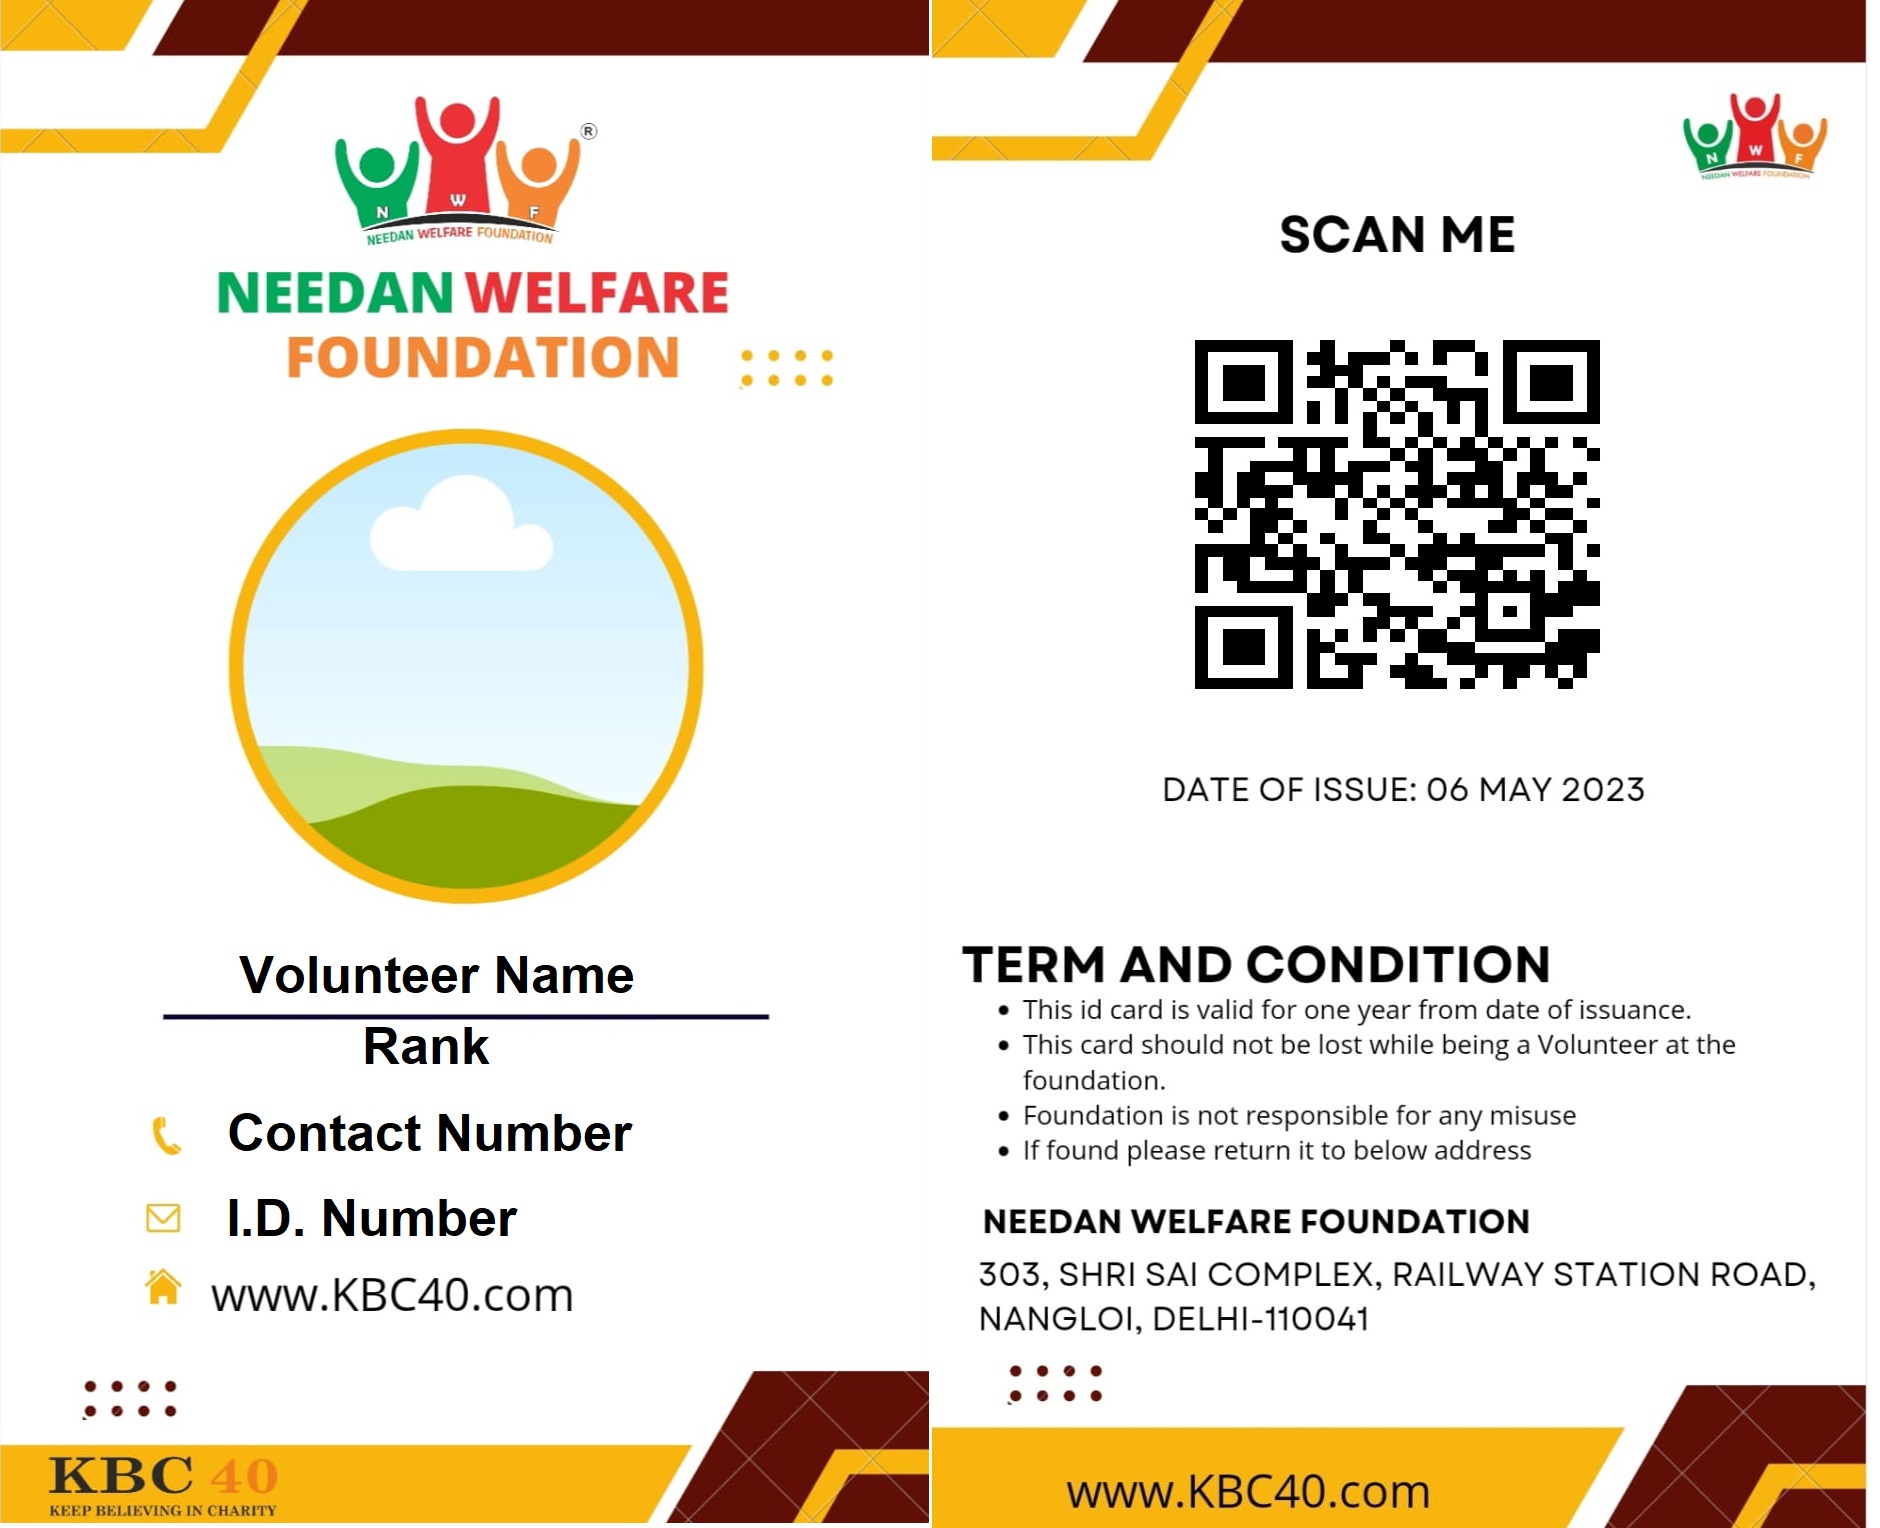 ®
N W F
NEEDAN WELFARE FOUNDATION
NEEDAN WELFARE
FOUNDATION
Volunteer Name
Rank
Contact Number
I.D. Number
www.KBC40.com
KBC 40
KEEP BELIEVING IN CHARITY
N W F
NEEDAN WELFARE FOUNDATION
SCAN ME
DATE OF ISSUE: 06 MAY 2023
TERM AND CONDITION
• This id card is valid for one year from date of issuance.
• This card should not be lost while being a Volunteer at the
foundation.
• Foundation is not responsible for any misuse
• If found please return it to below address
NEEDAN WELFARE FOUNDATION
303, SHRI SAI COMPLEX, RAILWAY STATION ROAD,
NANGLOI, DELHI-110041
www.KBC40.com